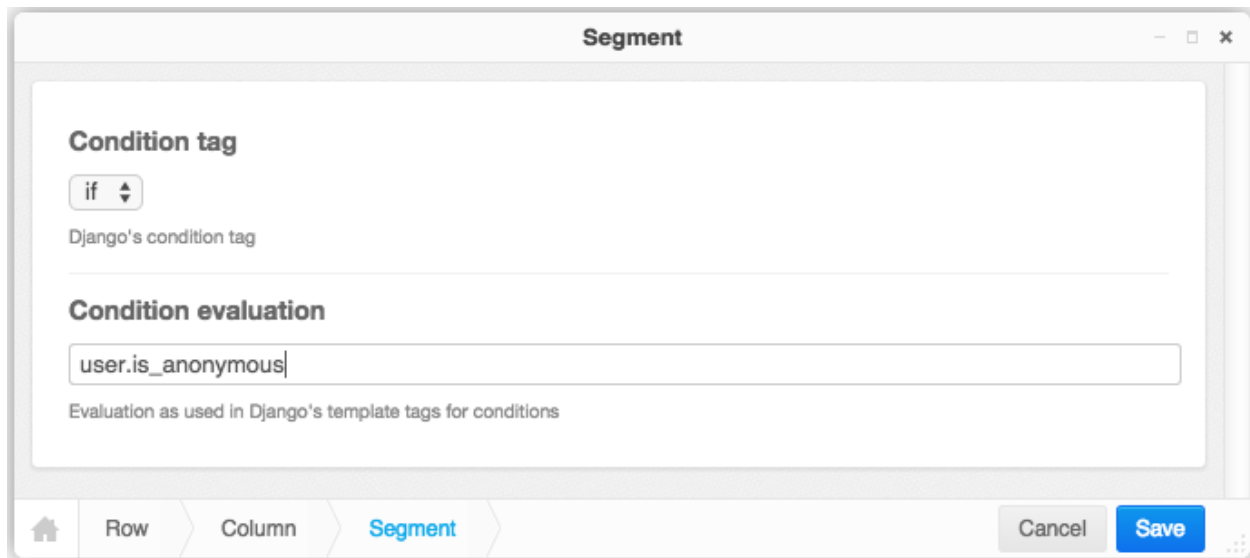 Segment
Condition tag
if
Django's condition tag
Condition evaluation
user.is_anonymous
Evaluation as used in Django's template tags for conditions
Row Column Segment Cancel Save